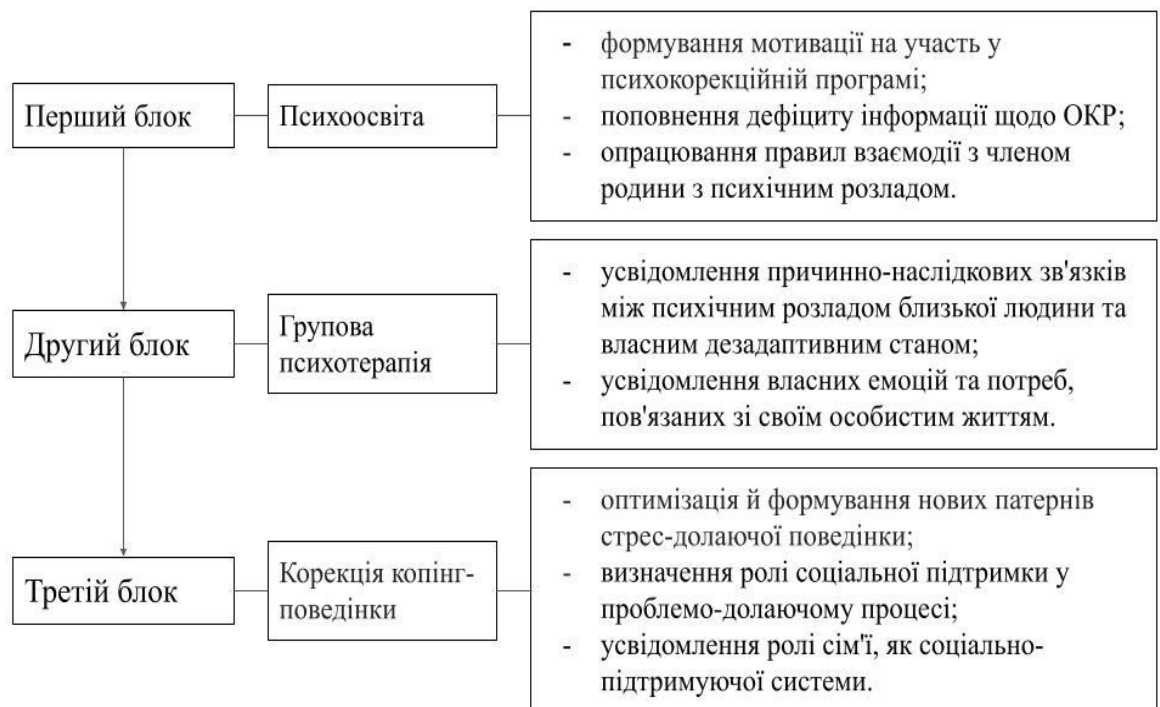 Перший блок
Психоосвіта
- формування мотивації на участь у
психокорекційній програмі;
- поповнення дефіциту інформації щодо ОКР;
- опрацювання правил взаємодії з членом
родини з психічним розладом.
Другий блок
Групова
психотерапія
- усвідомлення причинно-наслідкових зв'язків
між психічним розладом близької людини та
власним дезадаптивним станом;
- усвідомлення власних емоцій та потреб,
пов'язаних зі своїм особистим життям.
Третій блок
Корекція копінг-
поведінки
- оптимізація й формування нових патернів
стрес-долаючої поведінки;
- визначення ролі соціальної підтримки у
проблемо-долаючому процесі;
- усвідомлення ролі сім'ї, як соціально-
підтримуючої системи.